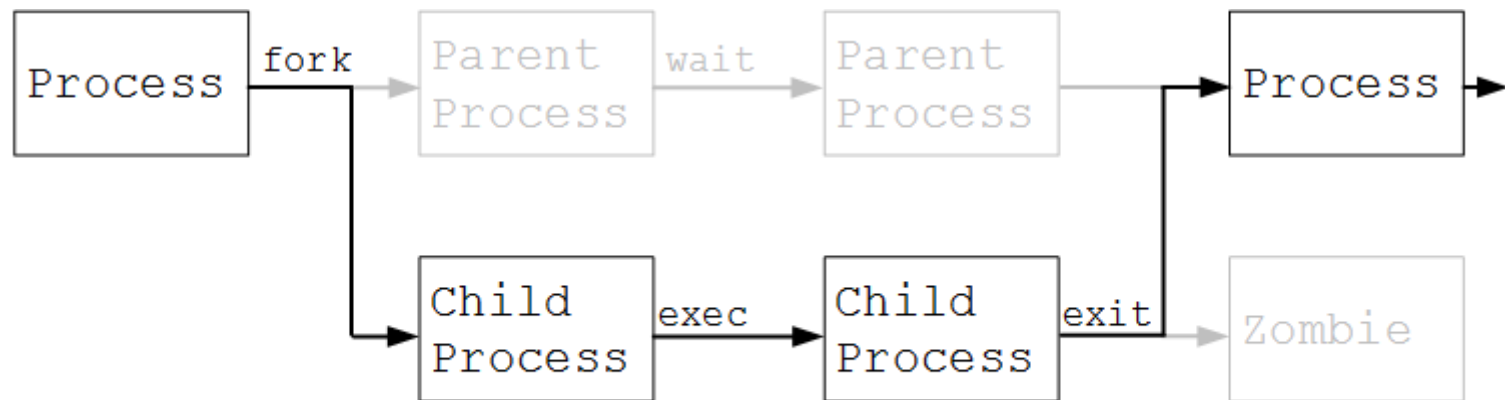 Process
fork
Parent
Process
wait
Parent
Process
Process
Child
Process
exec
Child
Process
exit
Zombie